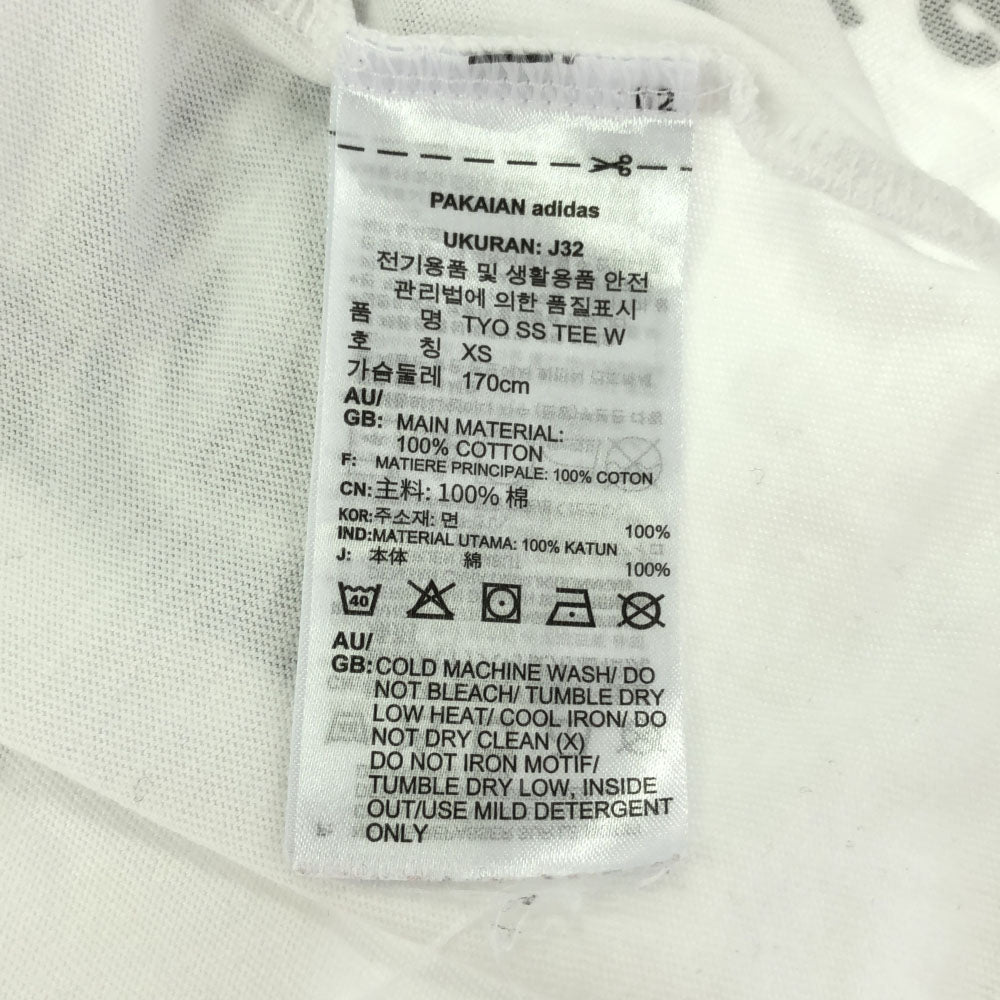 62
PAKAIAN adidas
UKURAN: J32
전기용품 및 생활용품 안전
관리법에 의한 품질표시
품 명 TYO SS TEE W
호 칭 XS
가슴둘레 170cm
AU/
GB: MAIN MATERIAL:
100% COTTON
F: MATIERE PRINCIPALE: 100% COTON
CN: 主料: 100% 棉
KOR: 주소재: 면 100%
IND: MATERIAL UTAMA: 100% KATUN
J: 本体 綿 100%
40
AU/
GB: COLD MACHINE WASH/ DO
NOT BLEACH/ TUMBLE DRY
LOW HEAT/ COOL IRON/ DO
NOT DRY CLEAN (X)
DO NOT IRON MOTIF/
TUMBLE DRY LOW, INSIDE
OUT/USE MILD DETERGENT
ONLY